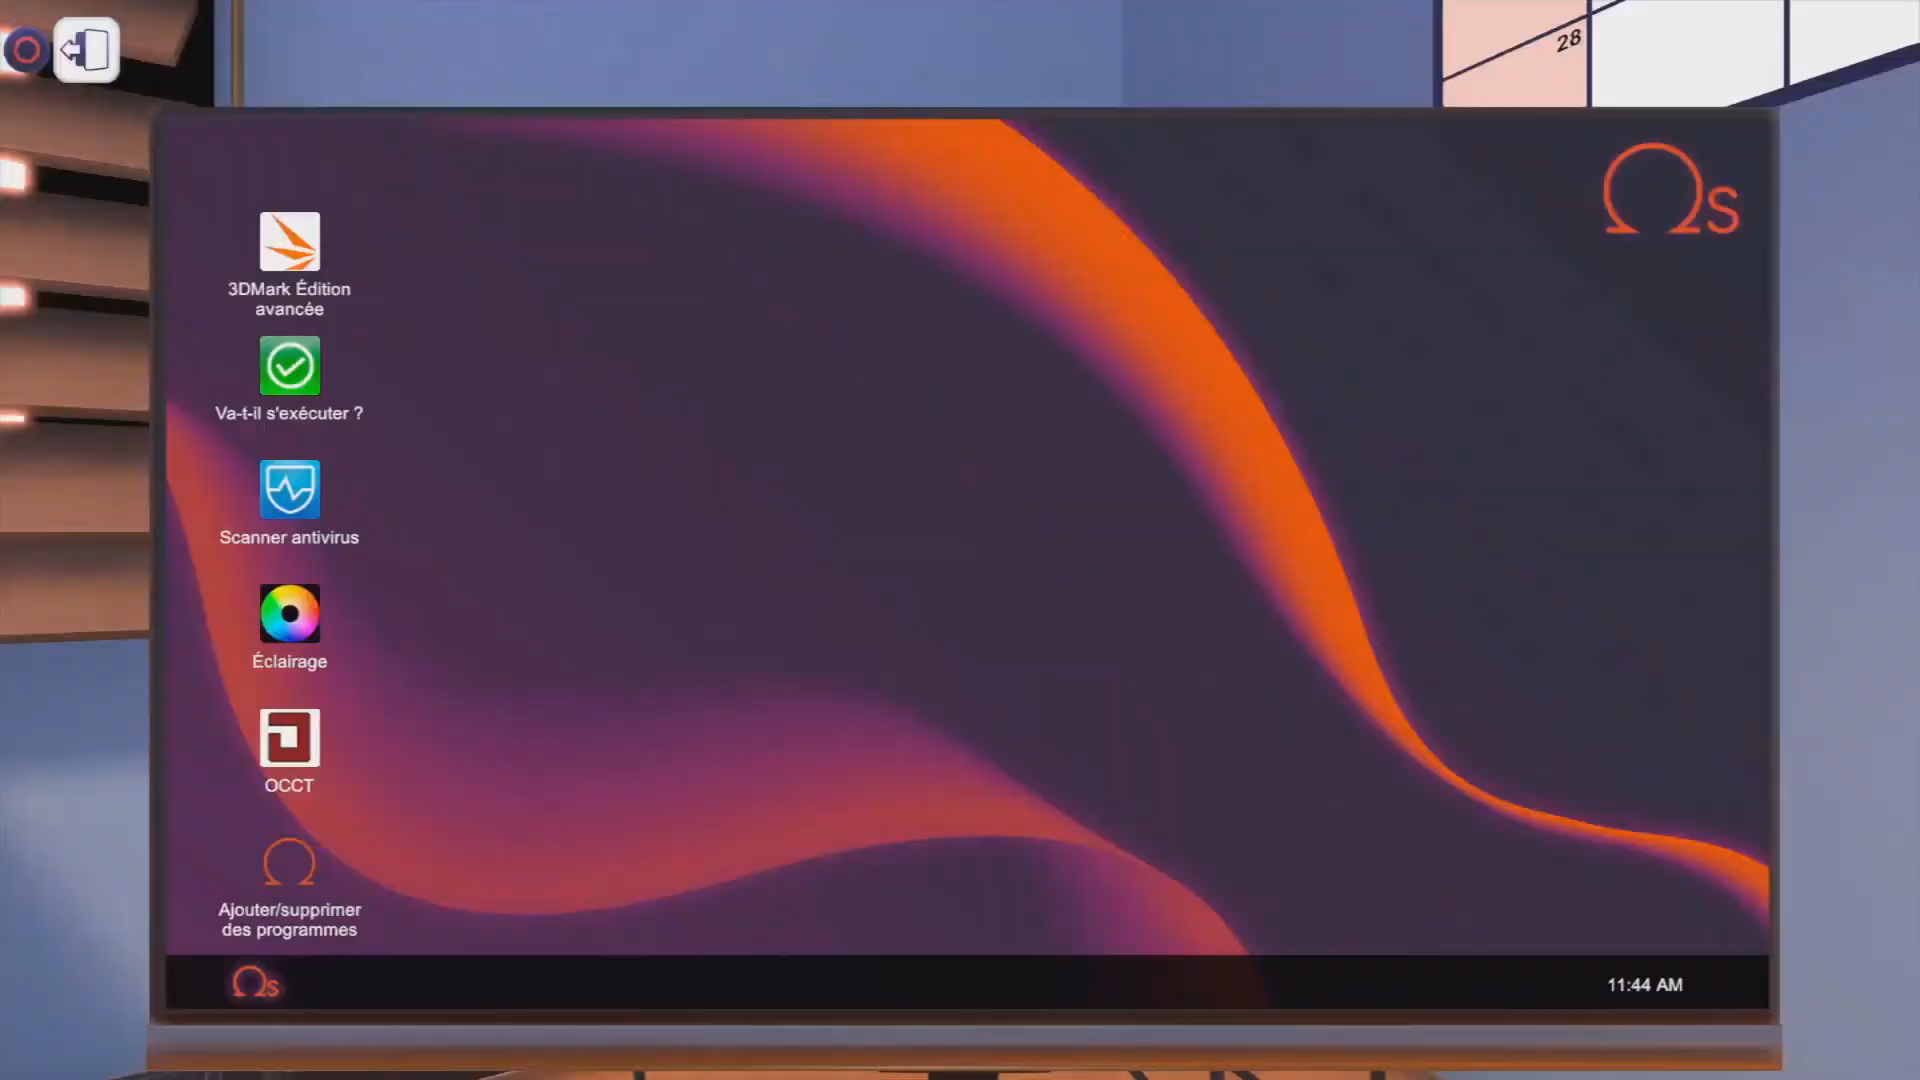 28
Ωs
3DMark Édition
avancée
Va-t-il s'exécuter ?
Scanner antivirus
Éclairage
OCCT
Ajouter/supprimer
des programmes
Ωs
11:44 AM